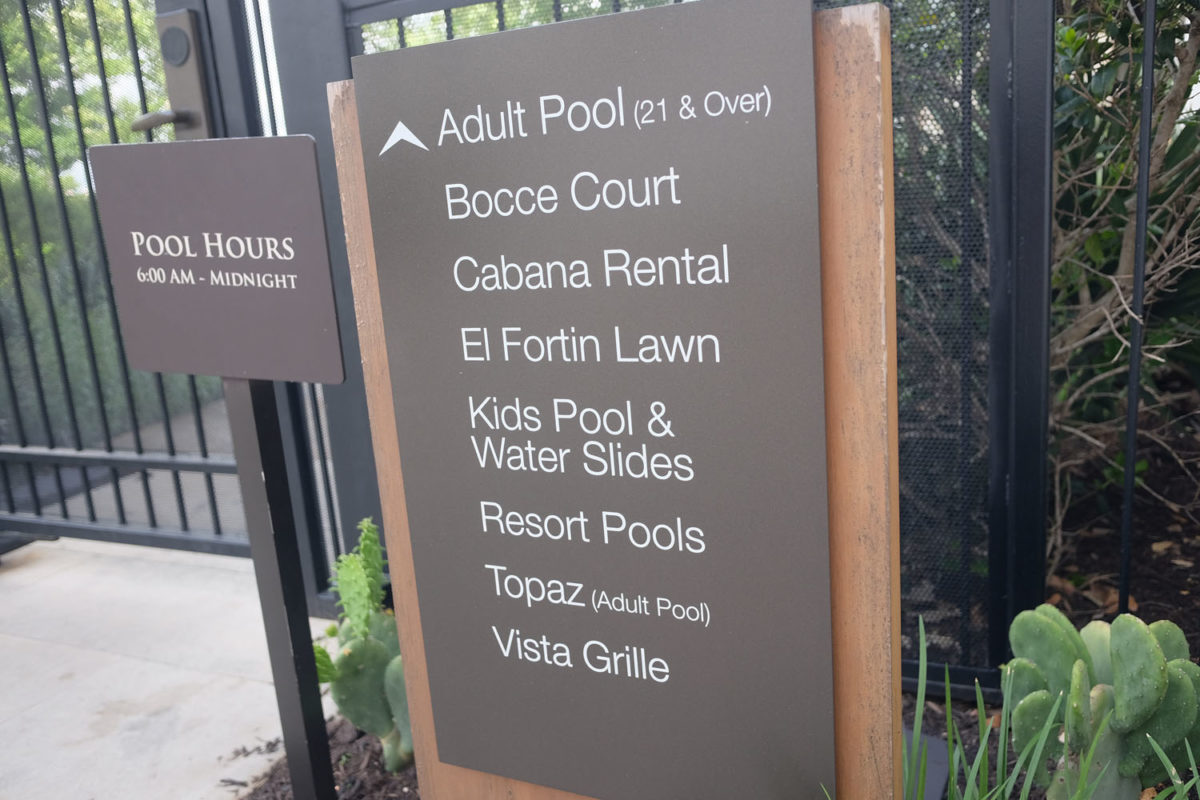 POOL HOURS
6:00 AM - MIDNIGHT
Adult Pool (21 & Over)
Bocce Court
Cabana Rental
El Fortin Lawn
Kids Pool &
Water Slides
Resort Pools
Topaz (Adult Pool)
Vista Grille